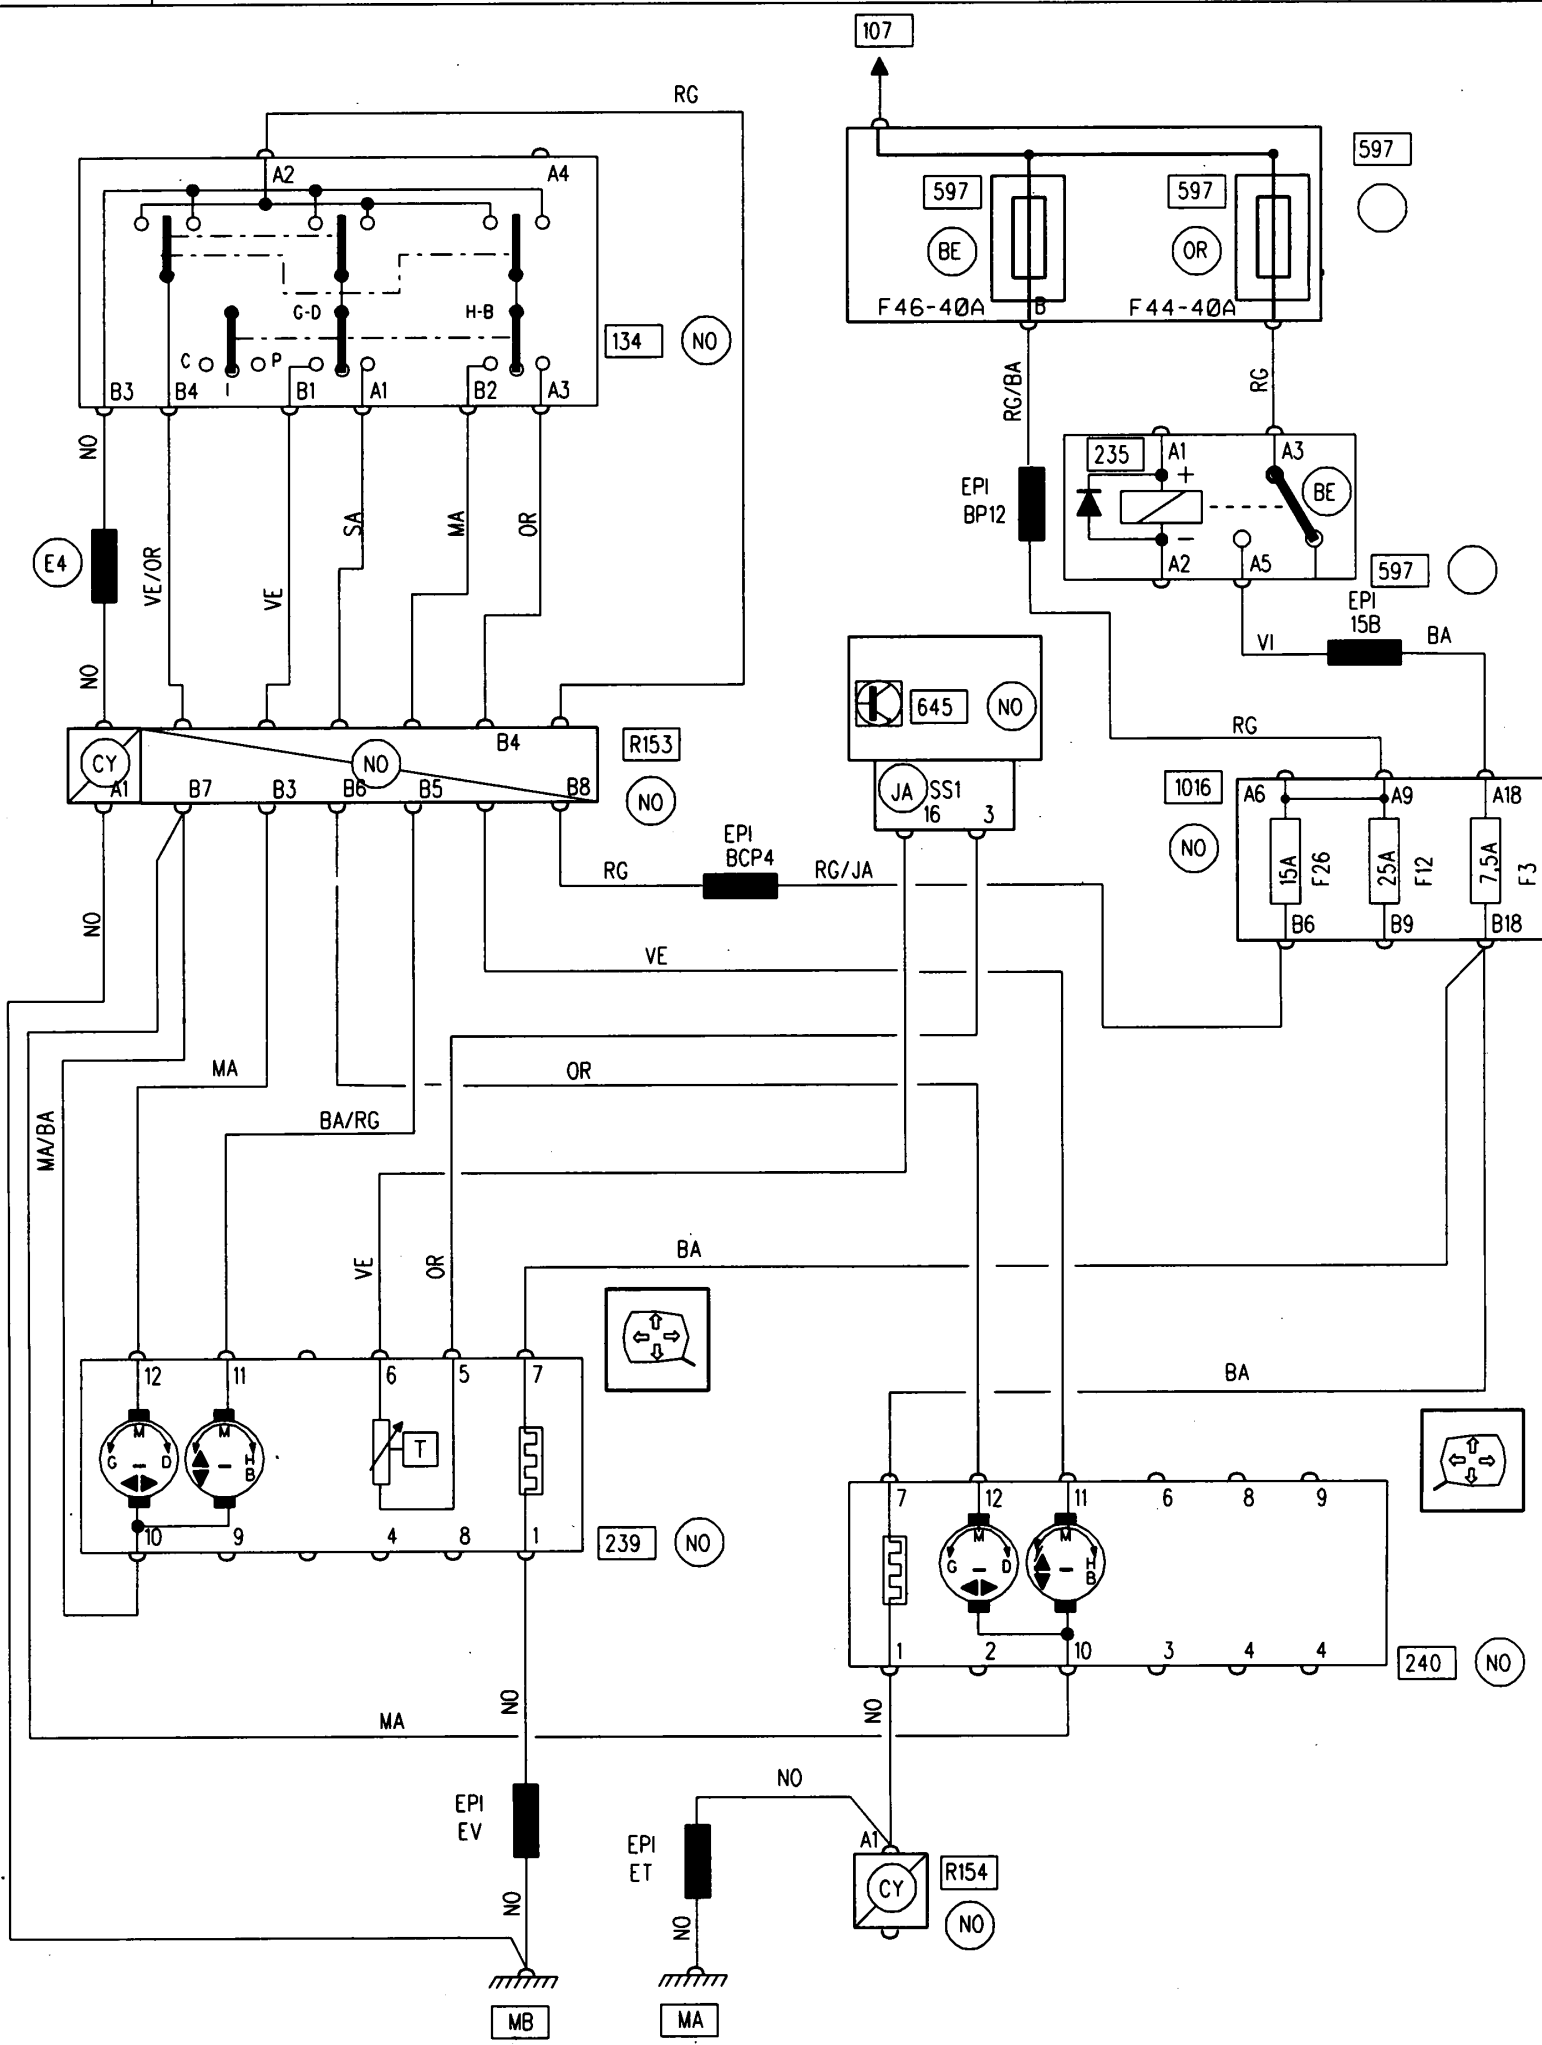 107
RG
A2
A4
597
597
597
BE
OR
F46-40A
B
F44-40A
G-D
H-B
134
NO
C
P
I
B3
B4
B1
A1
B2
A3
RG/BA
RG
NO
235
A1
+
A3
BE
EPI
BP12
E4
VE/OR
VE
SA
MA
OR
A2
-
A5
597
EPI
15B
VI
BA
NO
645
NO
RG
CY
NO
B4
R153
A1
B7
B3
B6
B5
B8
NO
JA
SS1
16
3
1016
A6
A9
A18
NO
15A
F26
25A
F12
7,5A
F3
EPI
BCP4
RG
RG/JA
B6
B9
B18
NO
VE
MA
OR
MA/BA
BA/RG
VE
OR
BA
12
11
6
5
7
BA
M
G
D
M
H
B
T
7
12
11
6
8
9
10
9
4
8
1
239
NO
M
G
D
M
H
B
1
2
10
3
4
4
240
NO
NO
NO
MA
NO
EPI
EV
EPI
ET
A1
CY
R154
NO
NO
NO
MB
MA